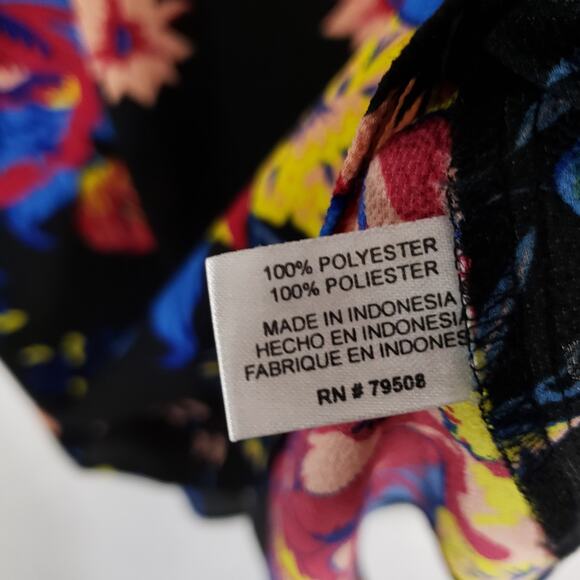 100% POLYESTER
100% POLIESTER
MADE IN INDONESIA
HECHO EN INDONESIA
FABRIQUE EN INDONES
RN # 79508